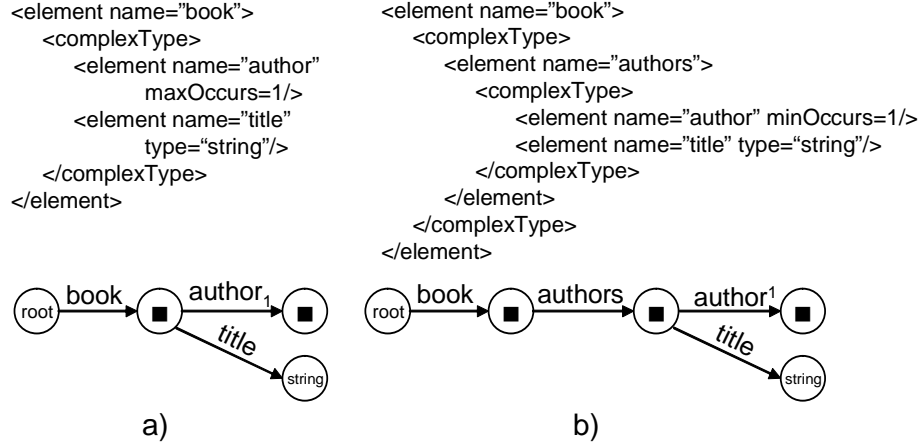 <element name=”book”>
<complexType>
<element name=”author”
maxOccurs=1/>
<element name=”title”
type=“string”/>
</complexType>
</element>
<element name=”book”>
<complexType>
<element name=”authors”>
<complexType>
<element name=”author” minOccurs=1/>
<element name=”title” type=“string”/>
</complexType>
</element>
</complexType>
</element>
root book author₁ title string
a)
root book authors author¹ title string
b)